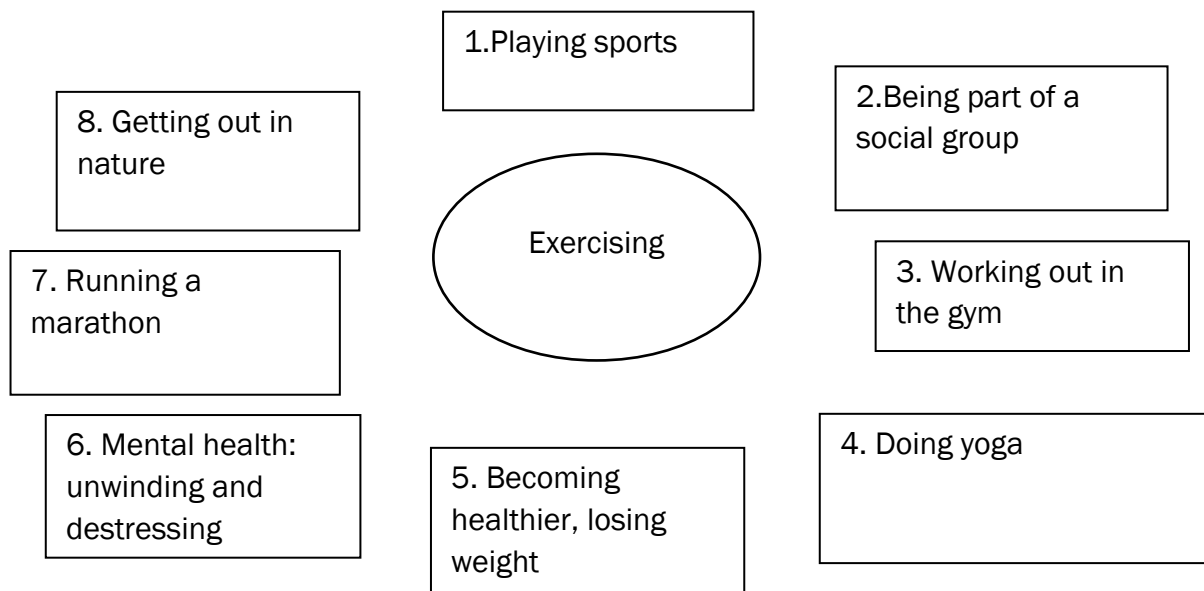 1.Playing sports
2.Being part of a
social group
8. Getting out in
nature
Exercising
3. Working out in
the gym
7. Running a
marathon
4. Doing yoga
6. Mental health:
unwinding and
destressing
5. Becoming
healthier, losing
weight